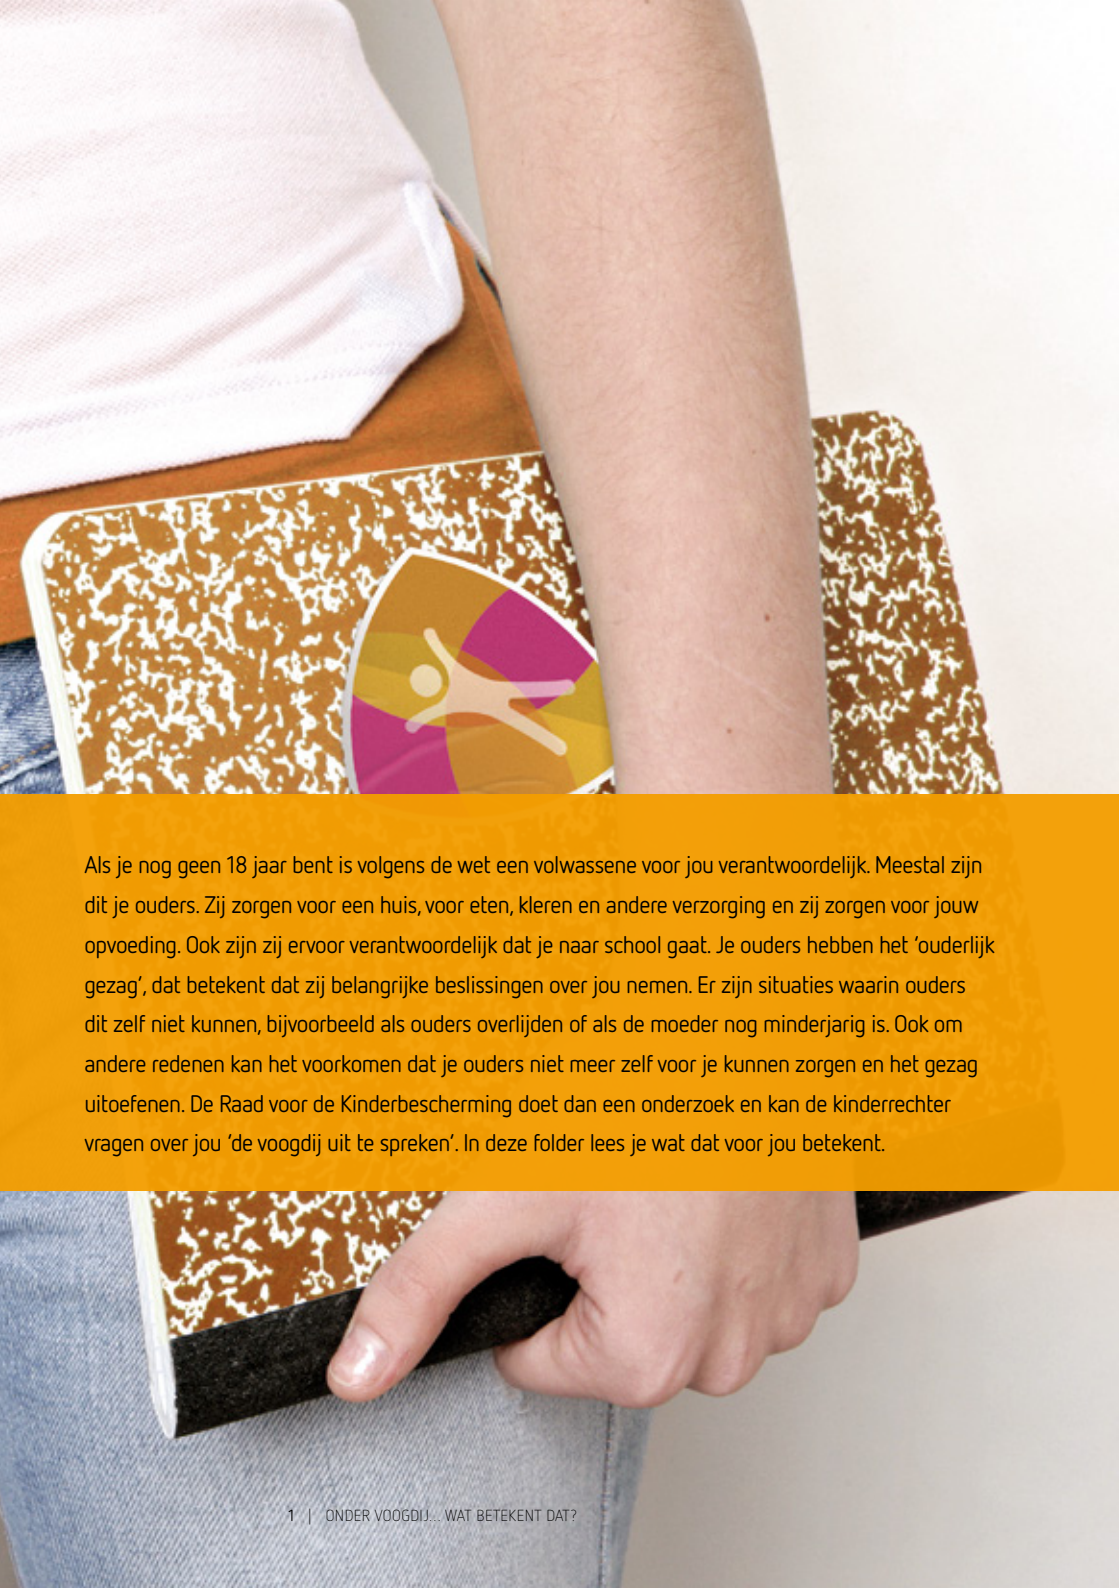 Als je nog geen 18 jaar bent is volgens de wet een volwassene voor jou verantwoordelijk. Meestal zijn
dit je ouders. Zij zorgen voor een huis, voor eten, kleren en andere verzorging en zij zorgen voor jouw
opvoeding. Ook zijn zij ervoor verantwoordelijk dat je naar school gaat. Je ouders hebben het ‘ouderlijk
gezag’, dat betekent dat zij belangrijke beslissingen over jou nemen. Er zijn situaties waarin ouders
dit zelf niet kunnen, bijvoorbeeld als ouders overlijden of als de moeder nog minderjarig is. Ook om
andere redenen kan het voorkomen dat je ouders niet meer zelf voor je kunnen zorgen en het gezag
uitoefenen. De Raad voor de Kinderbescherming doet dan een onderzoek en kan de kinderrechter
vragen over jou ‘de voogdij uit te spreken’. In deze folder lees je wat dat voor jou betekent.
1 | ONDER VOOGDIJ... WAT BETEKENT DAT?